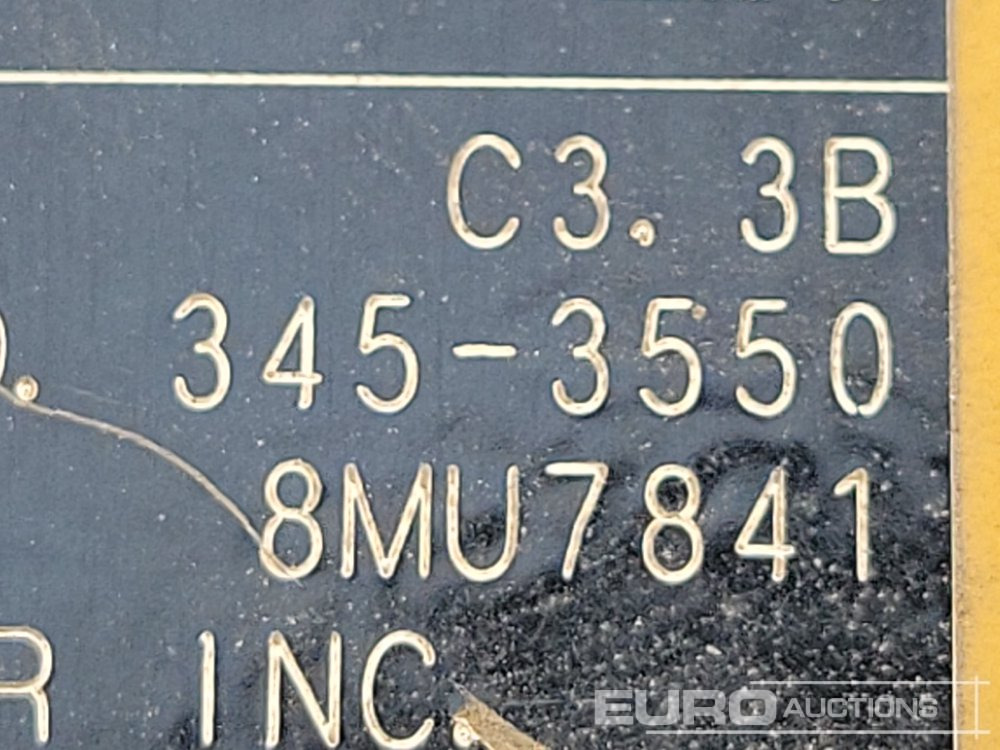 C3.3B
. 345-3550
8MU7841
R INC.
EURO AUCTIONS